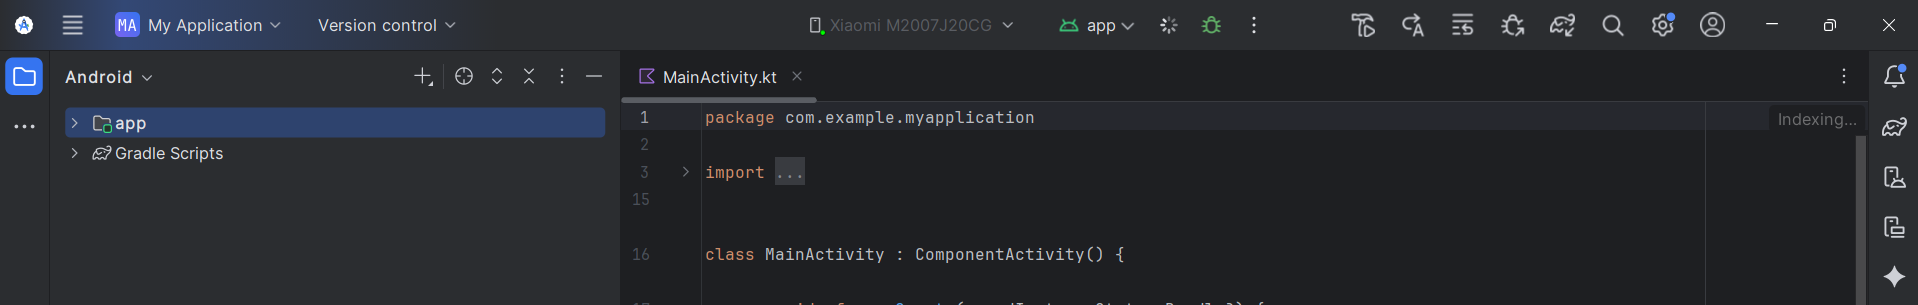 MA My Application Version control Xiaomi M2007J20CG app
Android
MainActivity.kt
app
Gradle Scripts
1 package com.example.myapplication
Indexing...
2
3 import ...
15
16 class MainActivity : ComponentActivity() {